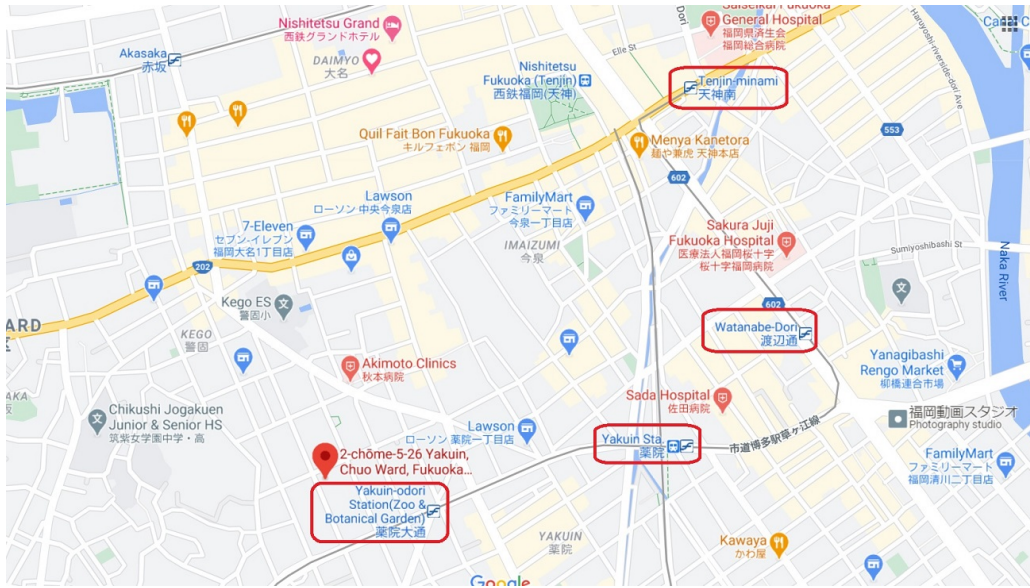 Saiseikai Fukuoka
General Hospital
福岡県済生会
福岡総合病院
Dori
Nishitetsu Grand
西鉄グランドホテル
Akasaka
赤坂
DAIMYO
大名
Elle St
Nishitetsu
Fukuoka (Tenjin)
西鉄福岡(天神)
Tenjin-minami
天神南
Haruyoshi-riverside-dori Ave
553
Quil Fait Bon Fukuoka
キルフェボン 福岡
Menya Kanetora
麺や兼虎 天神本店
602
Lawson
ローソン 中央今泉店
FamilyMart
ファミリーマート
今泉一丁目店
7-Eleven
セブン-イレブン
福岡大名1丁目店
Sakura Juji
Fukuoka Hospital
医療法人福岡桜十字
桜十字福岡病院
IMAIZUMI
今泉
Sumiyoshibashi St
Naka River
202
Kego ES
警固小
602
ARD
KEGO
警固
Watanabe-Dori
渡辺通
Akimoto Clinics
秋本病院
Yanagibashi
Rengo Market
柳橋連合市場
Sada Hospital
佐田病院
Chikushi Jogakuen
Junior & Senior HS
筑紫女学園中学・高
福岡動画スタジオ
Photography studio
Lawson
ローソン 薬院一丁目店
Yakuin Sta.
薬院
市道博多駅草ヶ江線
2-chōme-5-26 Yakuin,
Chuo Ward, Fukuoka...
FamilyMart
ファミリーマート
福岡清川二丁目店
Yakuin-odori
Station(Zoo &
Botanical Garden)
薬院大通
YAKUIN
薬院
Kawaya
かわ屋
Google